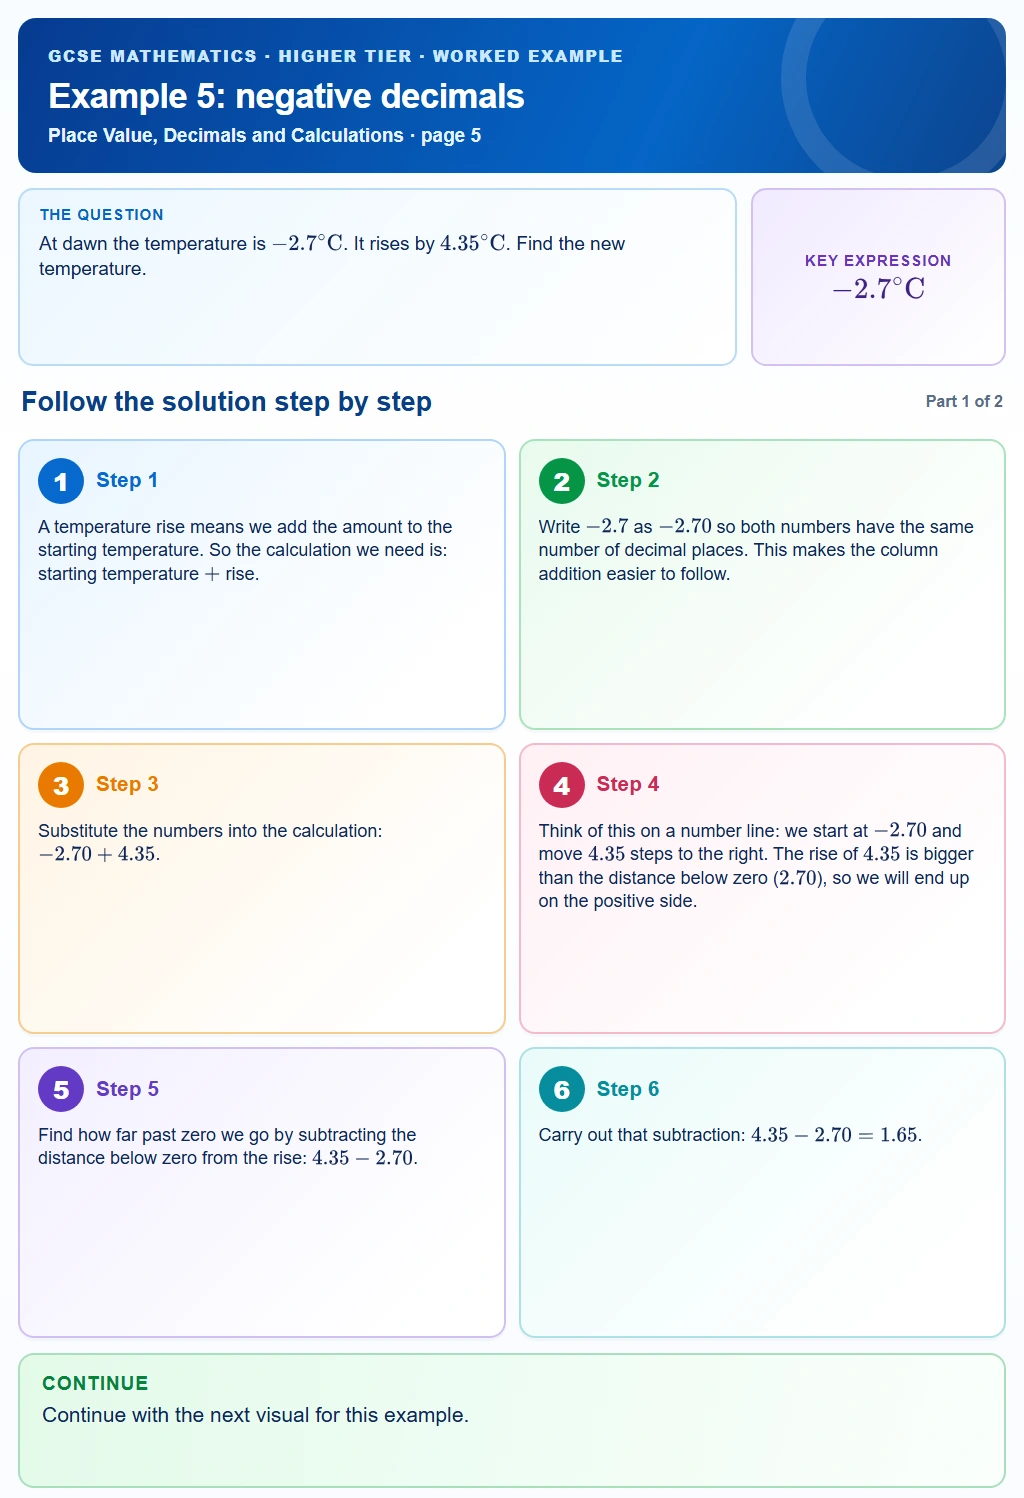 GCSE MATHEMATICS · HIGHER TIER · WORKED EXAMPLE
Example 5: negative decimals
Place Value, Decimals and Calculations · page 5
THE QUESTION
At dawn the temperature is −2.7°C. It rises by 4.35°C. Find the new
temperature.
KEY EXPRESSION
−2.7°C
Follow the solution step by step
Part 1 of 2
1 Step 1
A temperature rise means we add the amount to the
starting temperature. So the calculation we need is:
starting temperature + rise.
2 Step 2
Write −2.7 as −2.70 so both numbers have the same
number of decimal places. This makes the column
addition easier to follow.
3 Step 3
Substitute the numbers into the calculation:
−2.70 + 4.35.
4 Step 4
Think of this on a number line: we start at −2.70 and
move 4.35 steps to the right. The rise of 4.35 is bigger
than the distance below zero (2.70), so we will end up
on the positive side.
5 Step 5
Find how far past zero we go by subtracting the
distance below zero from the rise: 4.35 − 2.70.
6 Step 6
Carry out that subtraction: 4.35 − 2.70 = 1.65.
CONTINUE
Continue with the next visual for this example.